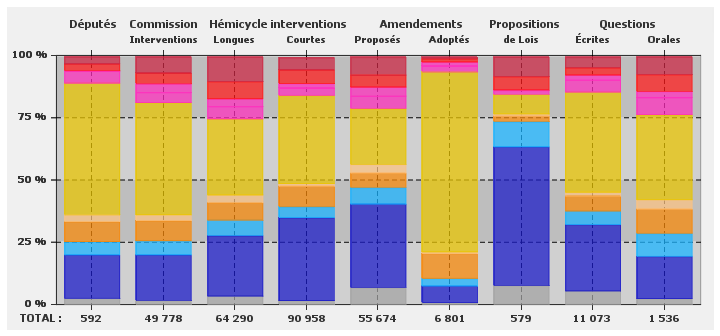 Députés Commission Hémicycle interventions Amendements Propositions Questions
Interventions Longues Courtes Proposés Adoptés de Lois Écrites Orales
100 %
75 %
50 %
25 %
0 %
TOTAL : 592 49 778 64 290 90 958 55 674 6 801 579 11 073 1 536